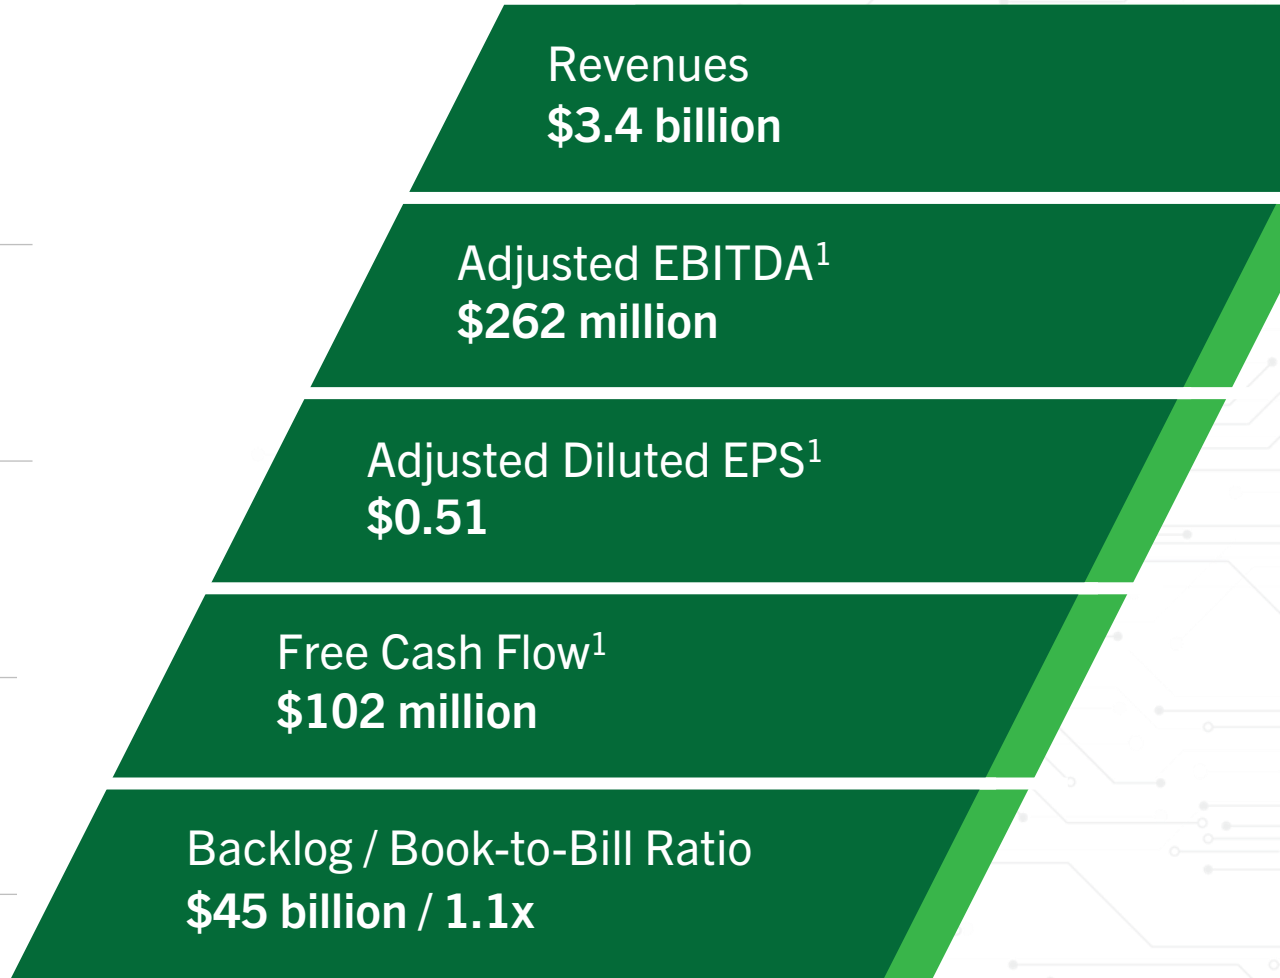 Revenues
$3.4 billion
Adjusted EBITDA¹
$262 million
Adjusted Diluted EPS¹
$0.51
Free Cash Flow¹
$102 million
Backlog / Book-to-Bill Ratio
$45 billion / 1.1x